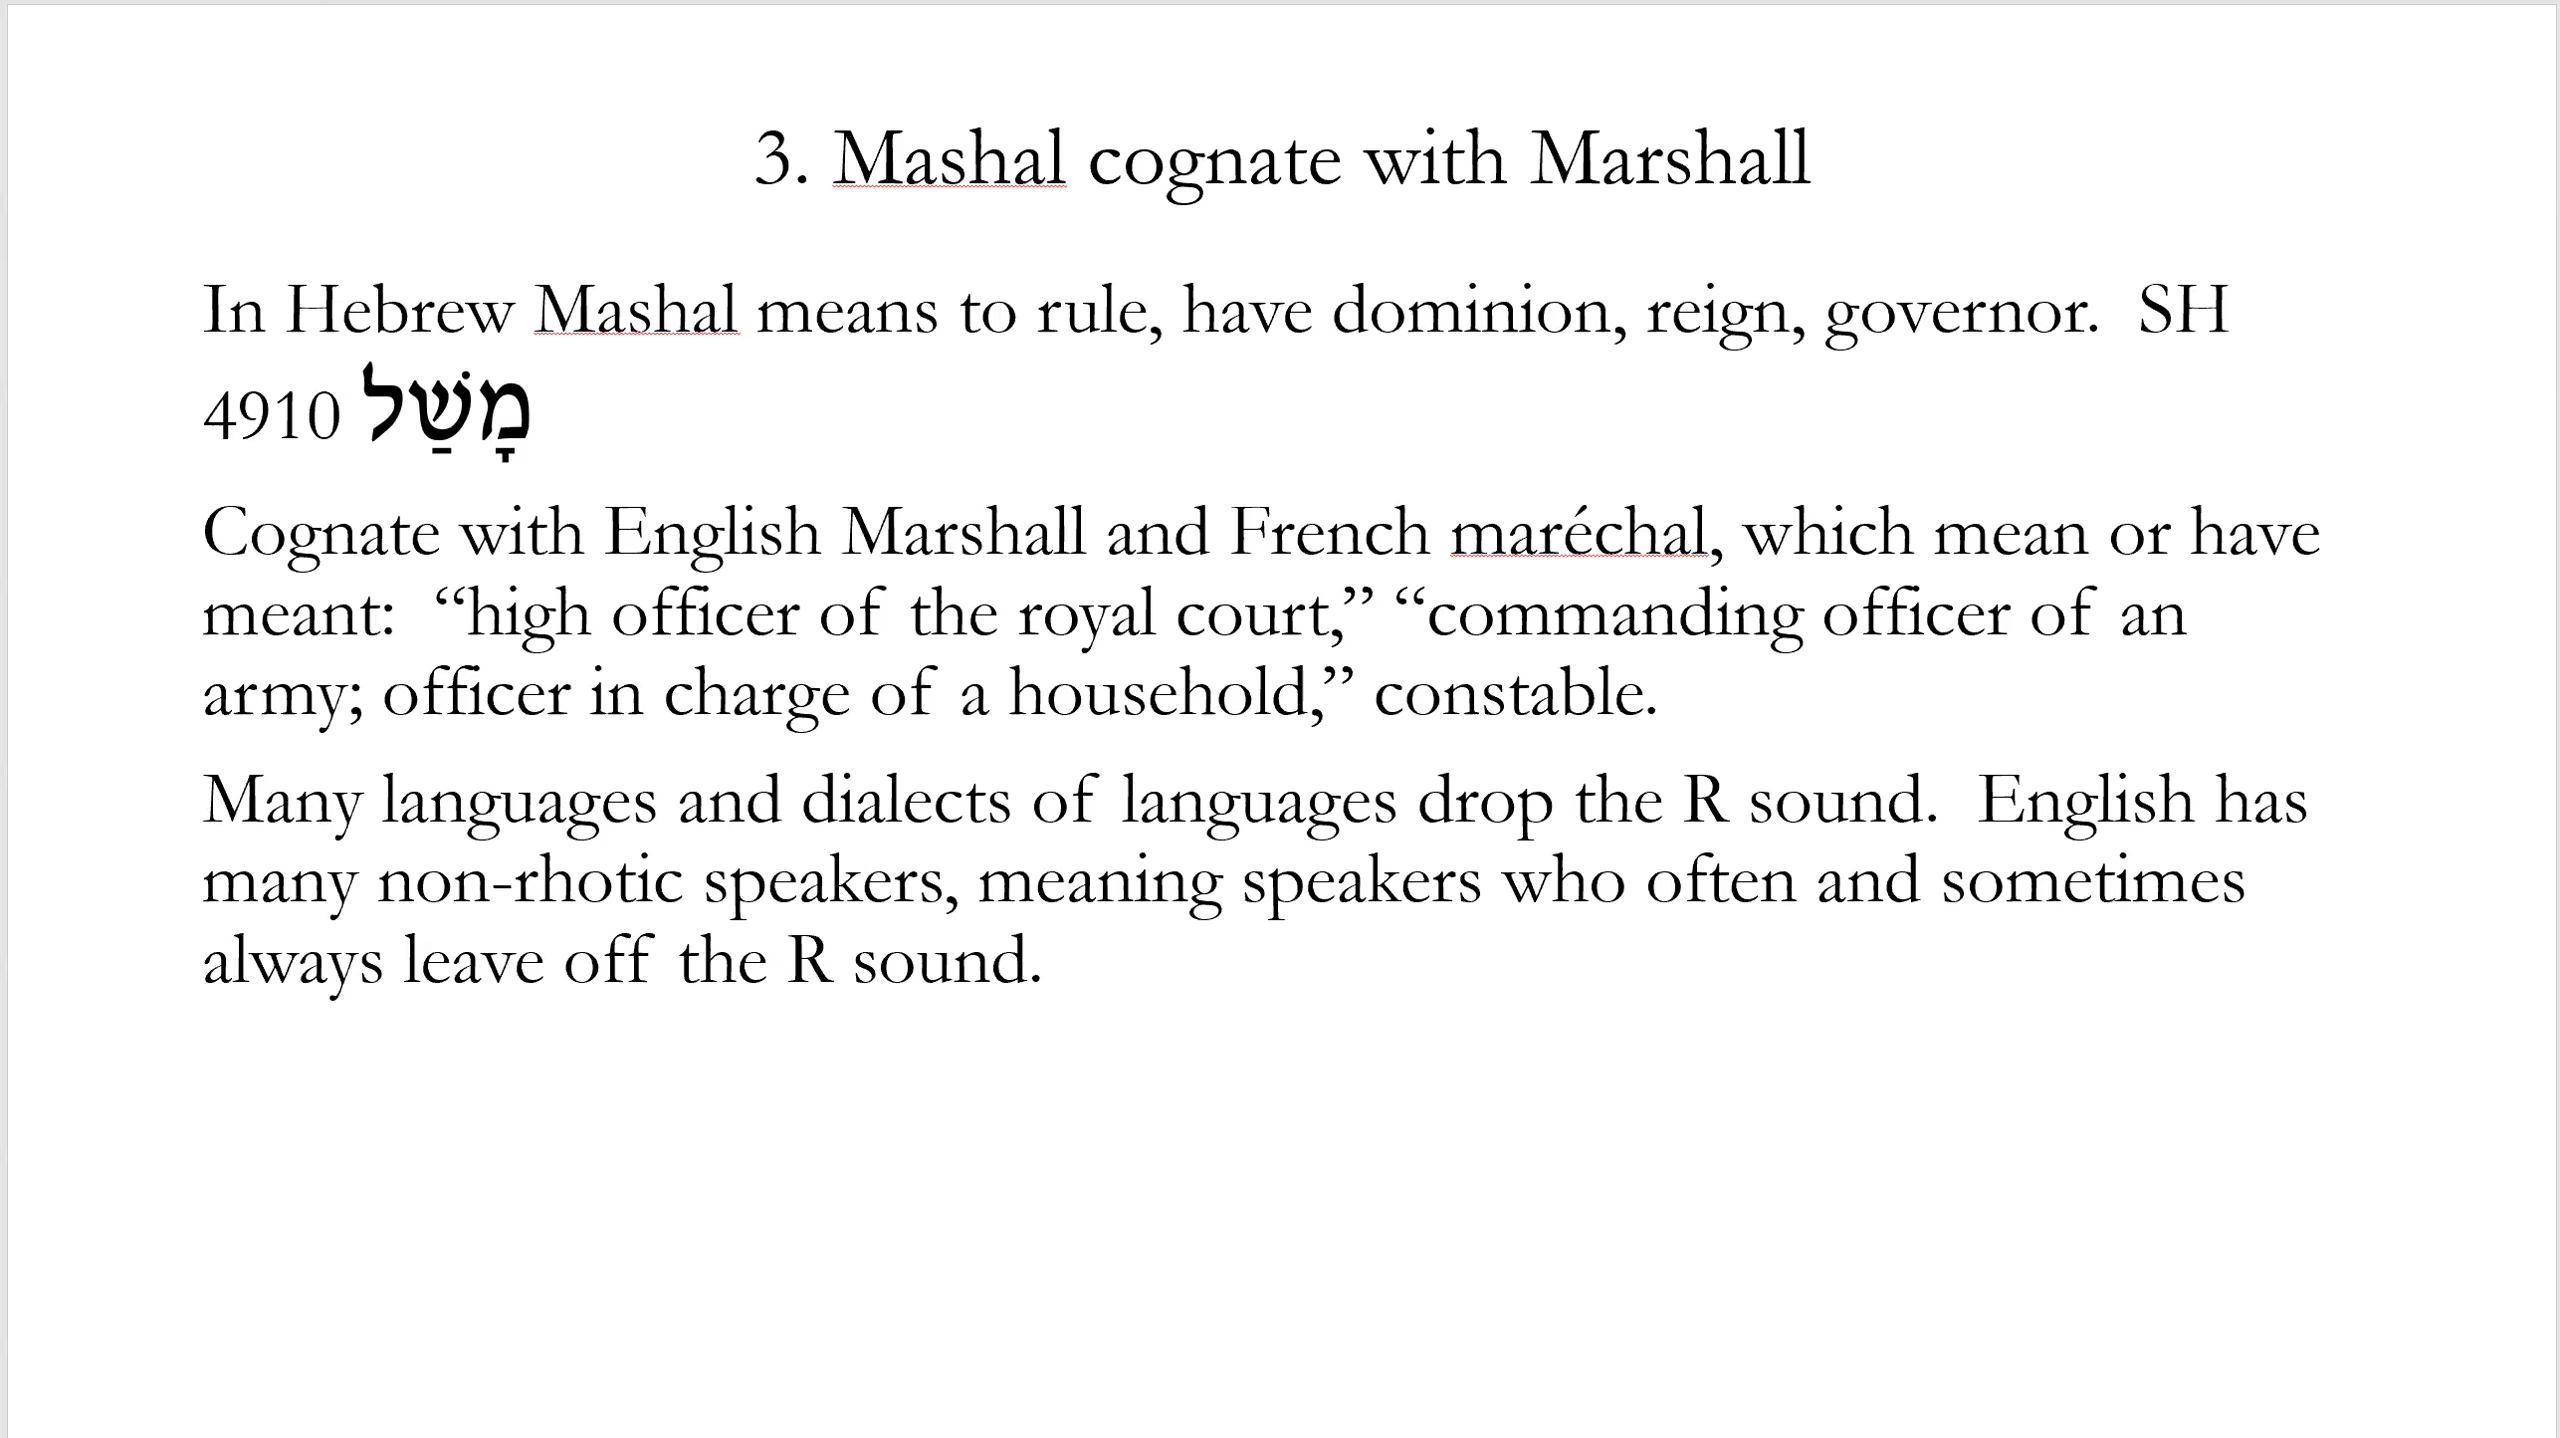 3. Mashal cognate with Marshall
In Hebrew Mashal means to rule, have dominion, reign, governor.  SH
4910 מָשַׁל
Cognate with English Marshall and French maréchal, which mean or have
meant:  “high officer of the royal court,” “commanding officer of an
army; officer in charge of a household,” constable.
Many languages and dialects of languages drop the R sound.  English has
many non-rhotic speakers, meaning speakers who often and sometimes
always leave off the R sound.